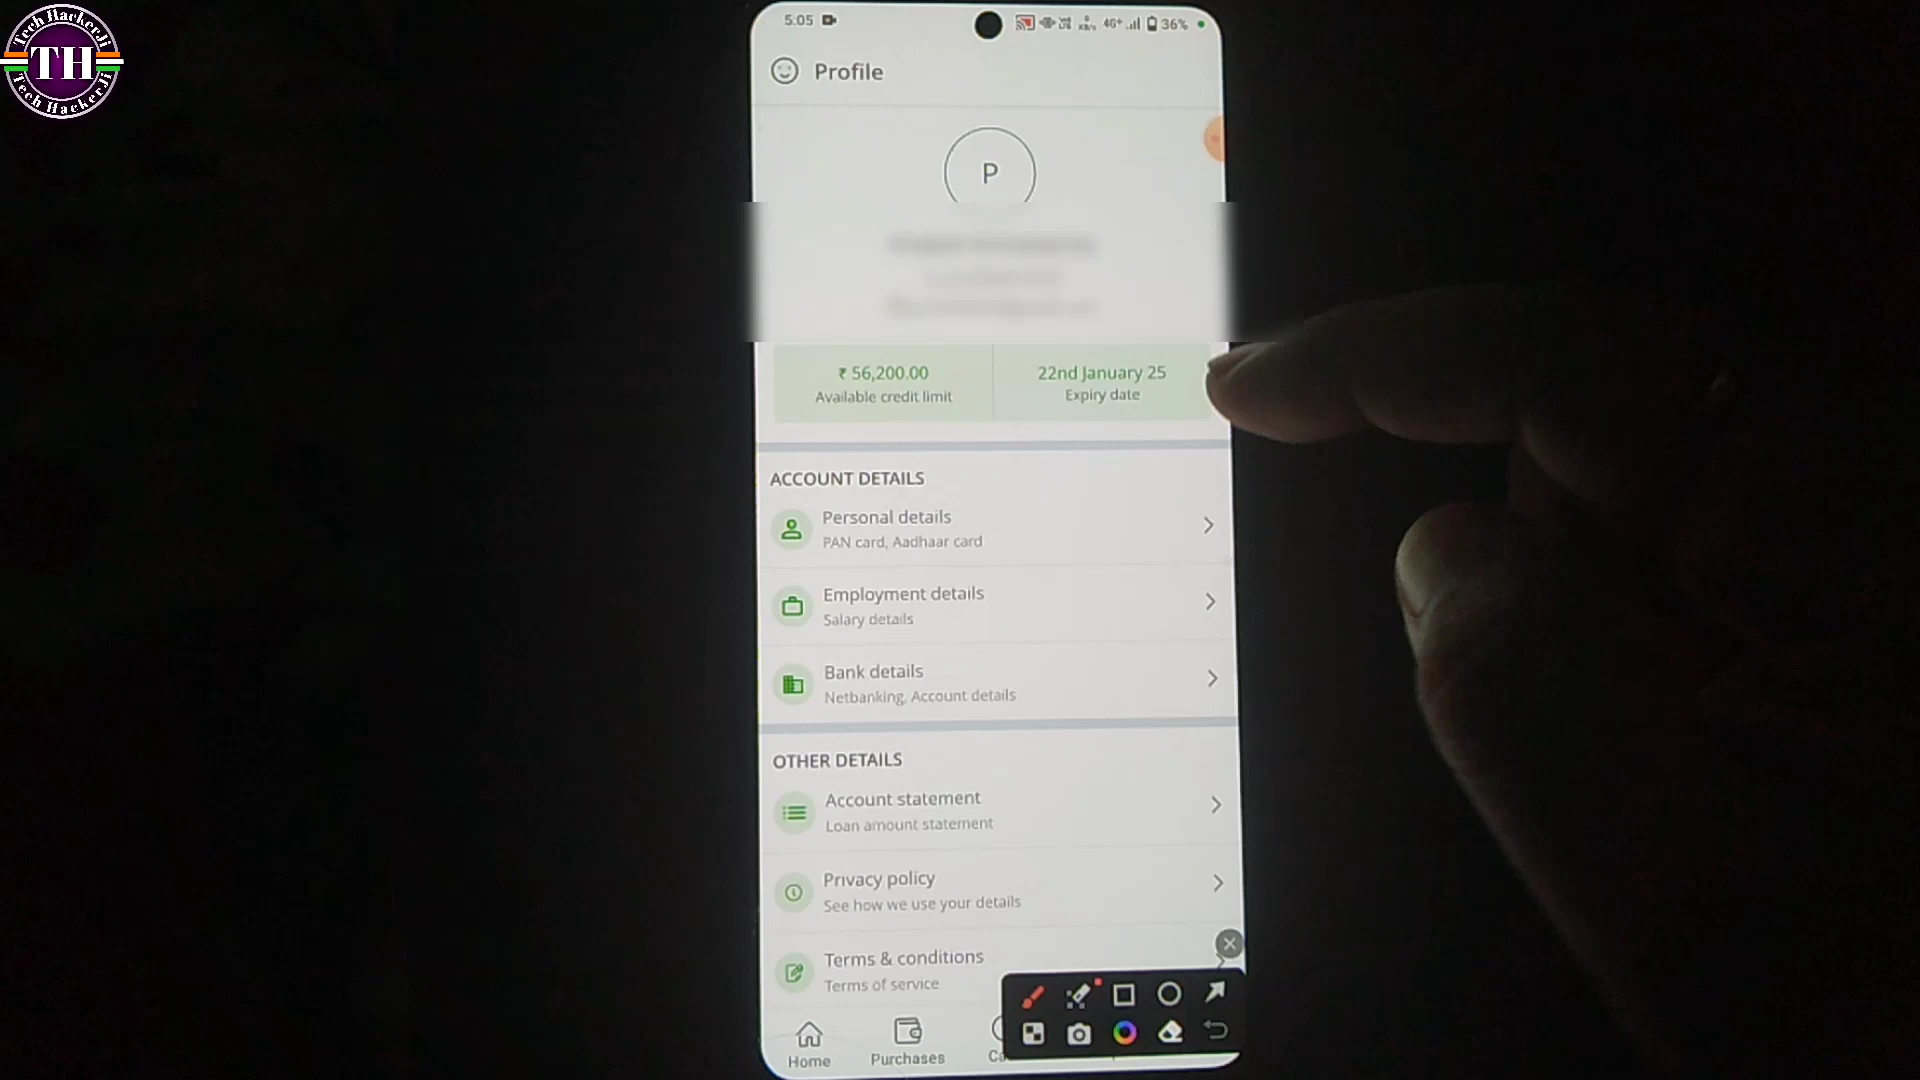 Tech HackerJi
TH
Tech HackerJi
5:05
4G+
36%
Profile
P
₹ 56,200.00
Available credit limit
22nd January 25
Expiry date
ACCOUNT DETAILS
Personal details
PAN card, Aadhaar card
Employment details
Salary details
Bank details
Netbanking, Account details
OTHER DETAILS
Account statement
Loan amount statement
Privacy policy
See how we use your details
Terms & conditions
Terms of service
Home
Purchases